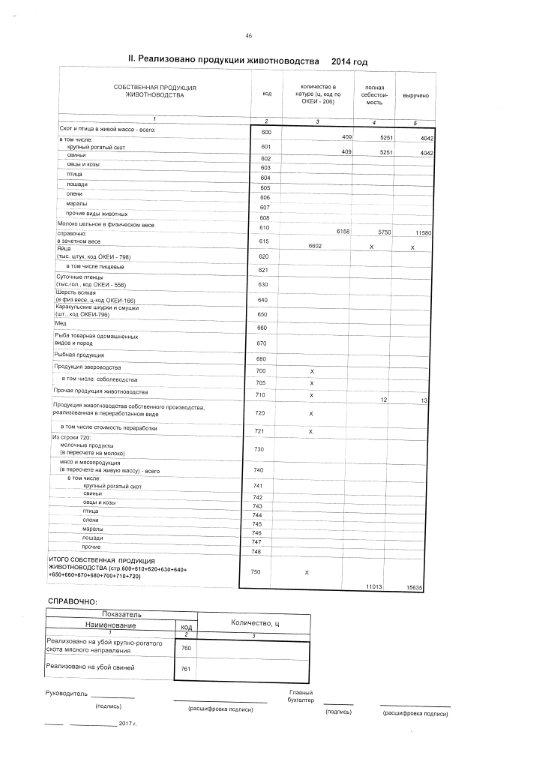 46
II. Реализовано продукции животноводства 2014 год
СОБСТВЕННАЯ ПРОДУКЦИЯ ЖИВОТНОВОДСТВА код количество в натуре (ц, код по ОКЕИ - 206) полная себестои-мость выручено
1 2 3 4 5
Скот и птица в живой массе - всего: 600 409 5251 4042
в том числе:
крупный рогатый скот 601 409 5251 4042
свиньи 602
овцы и козы 603
птица 604
лошади 605
олени 606
маралы 607
прочие виды животных 608
Молоко цельное в физическом весе 610 6168 5750 11580
справочно:
в зачетном весе 615 6602 X X
Яйца
(тыс. штук, код ОКЕИ - 798) 620
в том числе пищевые 621
Суточные птенцы
(тыс.гол., код ОКЕИ - 556) 630
Шерсть всякая
(в физ.весе, ц-код ОКЕИ-166) 640
Каракульские шкурки и смушки
(шт., код ОКЕИ-796) 650
Мед 660
Рыба товарная одомашненных
видов и пород 670
Рыбная продукция 680
Продукция звероводства 700 X
в том числе: соболеводства 705 X
Прочая продукция животноводства 710 X 12 13
Продукция животноводства собственного производства,
реализованная в переработанном виде 720 X
в том числе стоимость переработки 721 X
Из строки 720:
молочные продукты
(в пересчете на молоко) 730
мясо и мясопродукция
(в пересчете на живую массу) - всего 740
в том числе:
крупный рогатый скот 741
свиньи 742
овцы и козы 743
птица 744
олени 745
маралы 746
лошади 747
прочие 748
ИТОГО СОБСТВЕННАЯ ПРОДУКЦИЯ
ЖИВОТНОВОДСТВА (стр.600+610+620+630+640+
+650+660+670+680+700+710+720) 750 X 11013 15635
СПРАВОЧНО:
Показатель Количество, ц
Наименование код
1 2 3
Реализовано на убой крупно-рогатого
скота мясного направления 760
Реализовано на убой свиней 761
Руководитель
(подпись) (расшифровка подписи)
Главный
бухгалтер
(подпись) (расшифровка подписи)
2017 г.